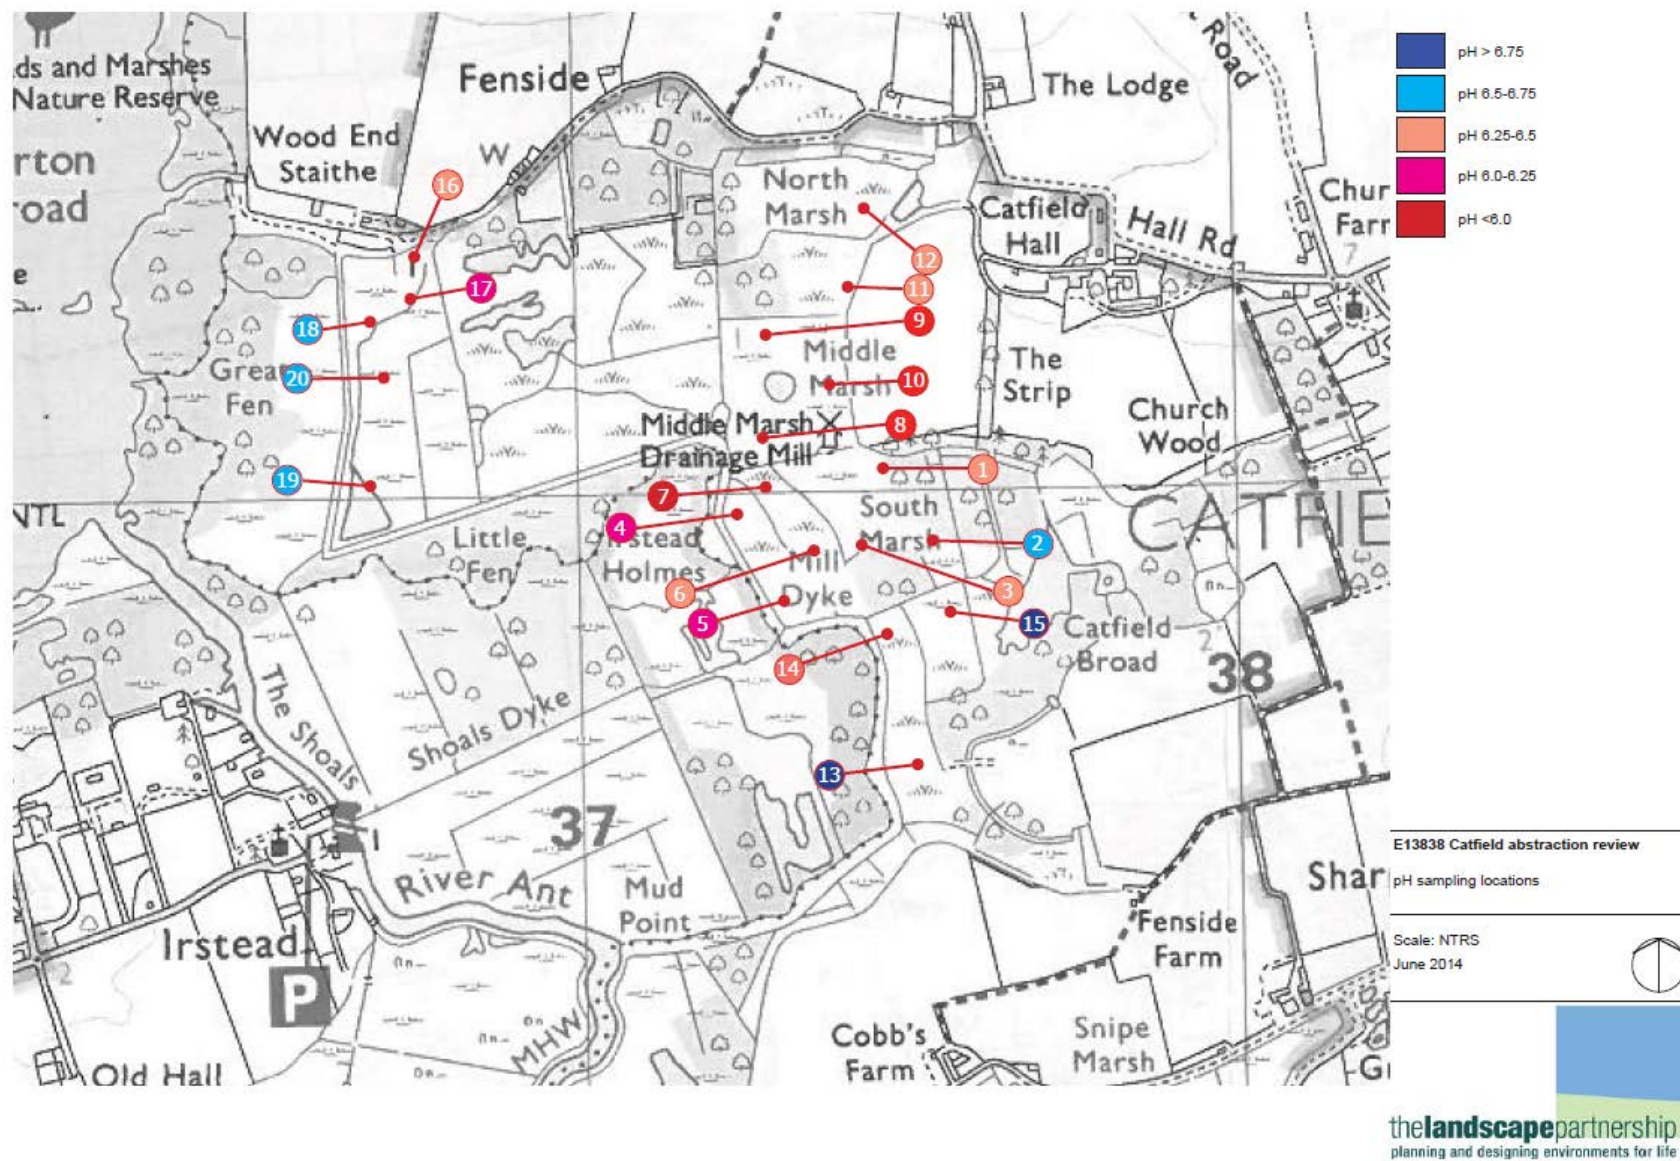 ds and Marshes
Nature Reserve
rton
oad
e
Fenside
Wood End
Staithe
W
The Lodge
Road
North
Marsh
Catfield
Hall
Hall Rd
Chur
Farr
7
16
17
18
20
19
12
11
9
10
8
1
7
4
2
6
3
5
15
14
13
Great
Fen
Middle
Marsh
The
Strip
Church
Wood
Middle Marsh
Drainage Mill
South
Marsh
CATFIE
NTL
Little
Fen
Irstead
Holmes
Mill
Dyke
Catfield
Broad
2
38
The Shoals
Shoals Dyke
37
River Ant
Mud
Point
Irstead
P
2
Old Hall
MHW
Fenside
Farm
Cobb's
Farm
Snipe
Marsh
Shar
G
pH > 6.75
pH 6.5-6.75
pH 6.25-6.5
pH 6.0-6.25
pH <6.0
E13838 Catfield abstraction review
pH sampling locations
Scale: NTRS
June 2014
thelandscapepartnership
planning and designing environments for life